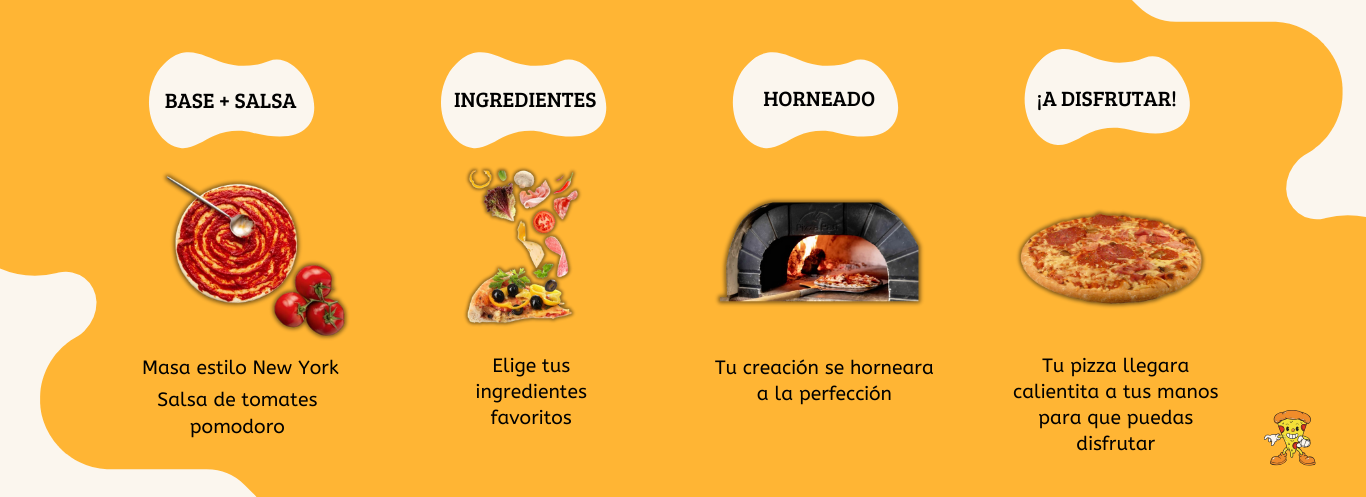 BASE + SALSA
Masa estilo New York
Salsa de tomates
pomodoro
INGREDIENTES
Elige tus
ingredientes
favoritos
HORNEADO
Tu creación se horneara
a la perfección
¡A DISFRUTAR!
Tu pizza llegara
calientita a tus manos
para que puedas
disfrutar